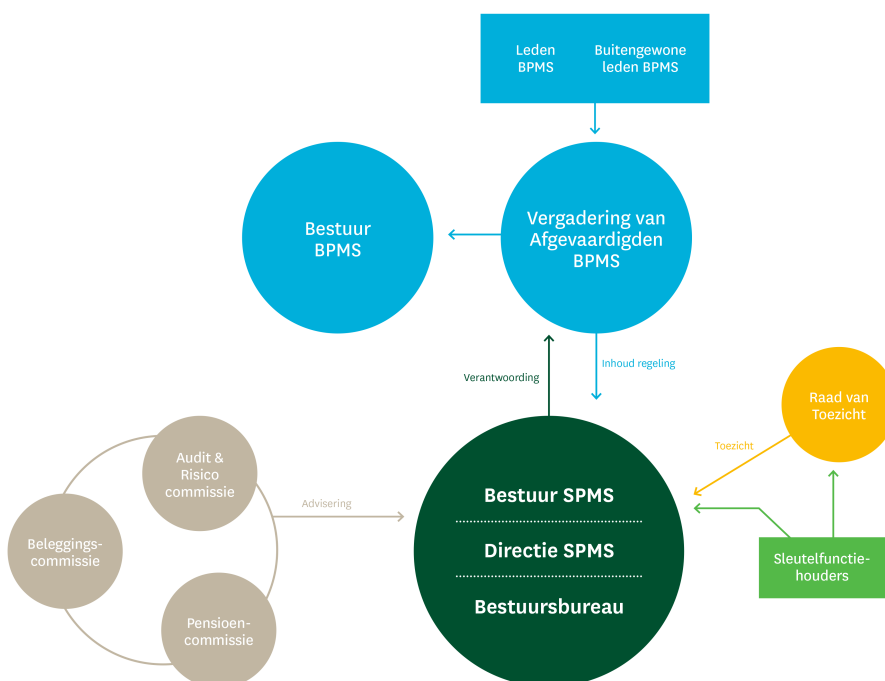 Leden
BPMS
Buitengewone
leden BPMS
Bestuur
BPMS
Vergadering van
Afgevaardigden
BPMS
Verantwoording
Inhoud regeling
Raad van
Toezicht
Toezicht
Audit &
Risico
commissie
Beleggings-
commissie
Pensioen-
commissie
Advisering
Bestuur SPMS
Directie SPMS
Bestuursbureau
Sleutelfunctie-
houders